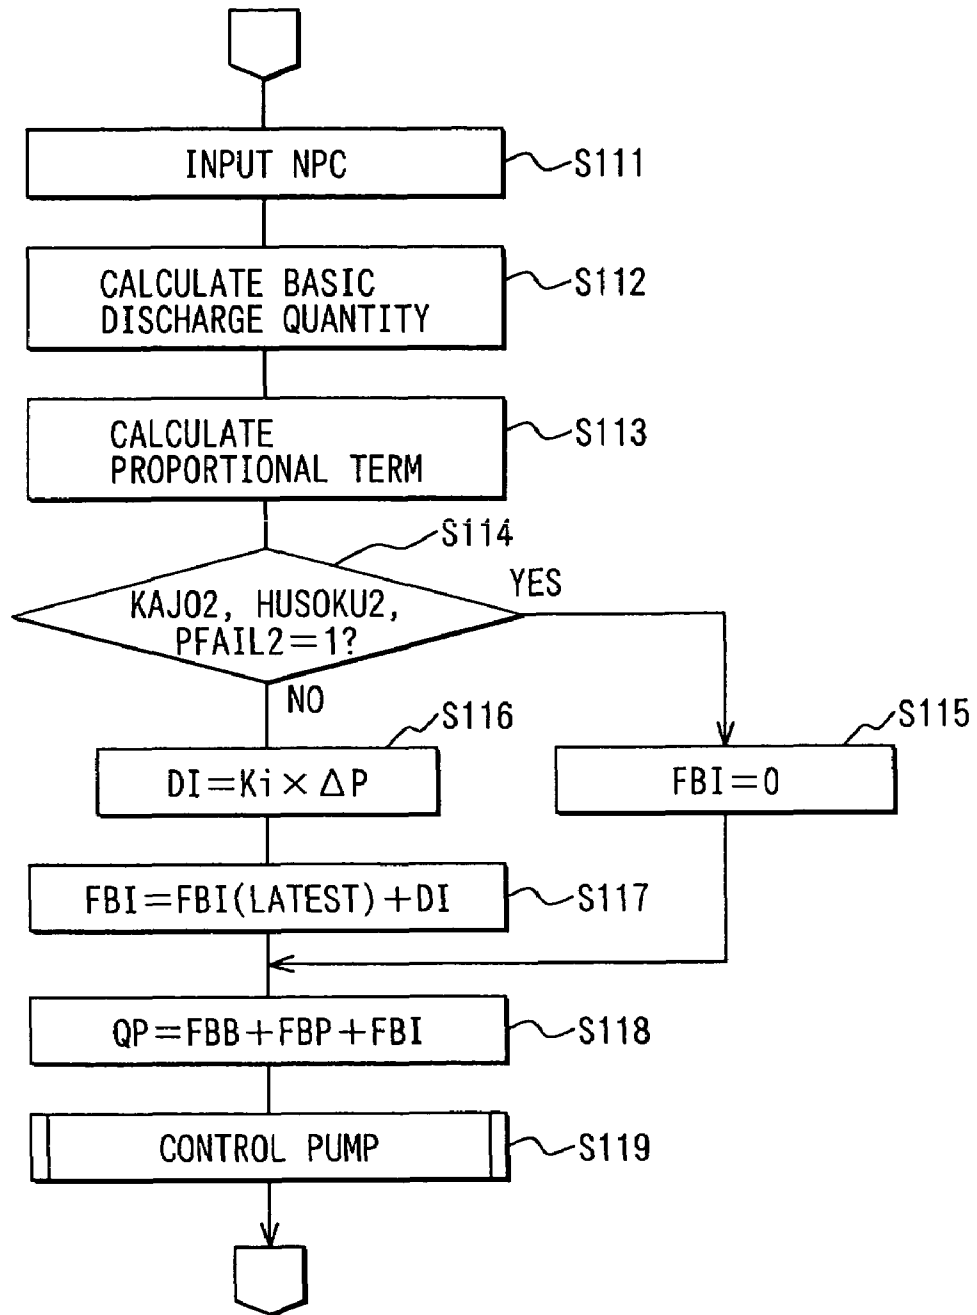 INPUT NPC
S111
CALCULATE BASIC
DISCHARGE QUANTITY
S112
CALCULATE
PROPORTIONAL TERM
S113
S114
KAJO2, HUSOKU2,
PFAIL2=1?
YES
NO
S116
DI=Ki×ΔP
S115
FBI=0
FBI=FBI(LATEST)+DI
S117
QP=FBB+FBP+FBI
S118
CONTROL PUMP
S119